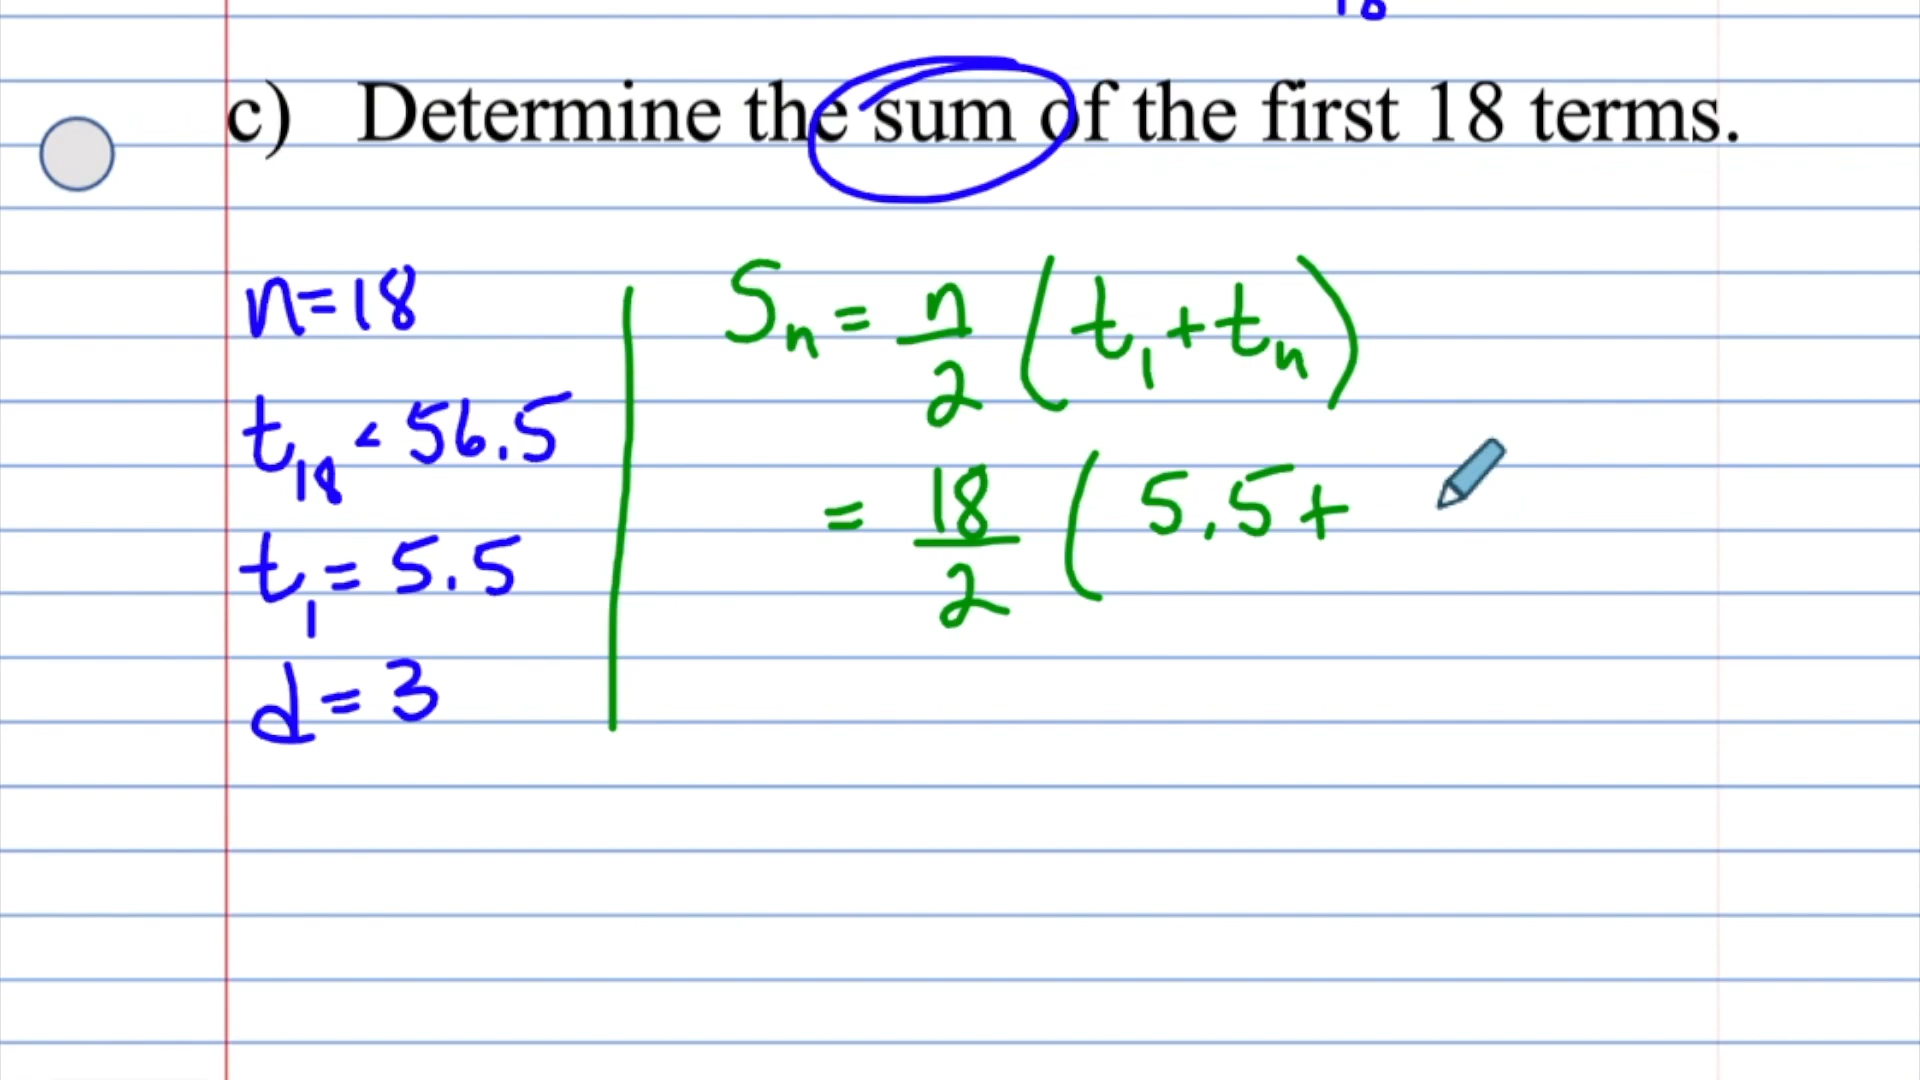 18
c) Determine the sum of the first 18 terms.
n=18
t₁₈ = 56.5
t₁ = 5.5
d = 3
Sₙ = n/2 (t₁ + tₙ)
= 18/2 ( 5.5 +